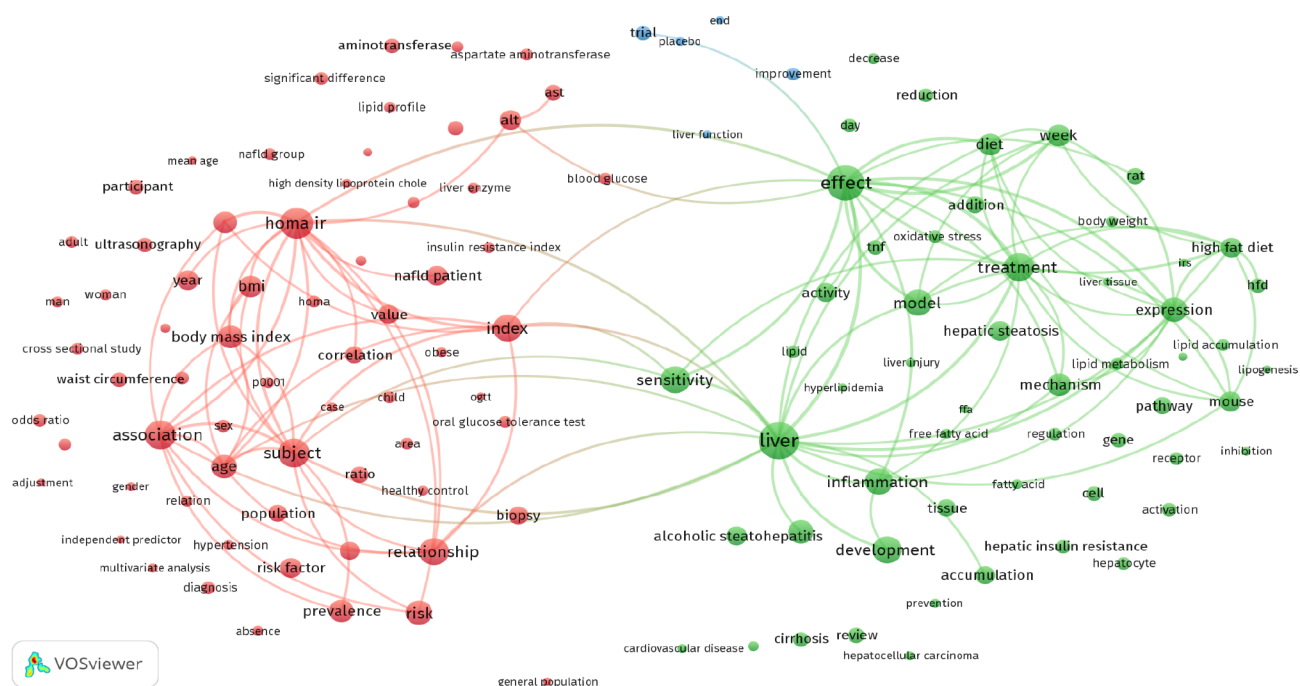 end
trial
placebo
aminotransferase
aspartate aminotransferase
decrease
significant difference
improvement
reduction
ast
lipid profile
alt
day
liver function
week
diet
mean age
nafld group
blood glucose
rat
participant
high density lipoprotein chole
liver enzyme
effect
addition
homa ir
body weight
adult
ultrasonography
insulin resistance index
tnf
oxidative stress
high fat diet
year
bmi
nafld patient
treatment
irs
liver tissue
hfd
man
woman
homa
value
activity
model
expression
body mass index
index
hepatic steatosis
cross sectional study
correlation
obese
lipid
liver injury
lipid metabolism
lipid accumulation
lipogenesis
waist circumference
p0001
sensitivity
hyperlipidemia
mechanism
child
ogtt
case
ffa
pathway
mouse
odds ratio
sex
oral glucose tolerance test
association
area
liver
free fatty acid
regulation
gene
inhibition
age
subject
receptor
adjustment
gender
ratio
healthy control
inflammation
fatty acid
cell
relation
population
biopsy
tissue
activation
independent predictor
hypertension
relationship
alcoholic steatohepatitis
development
hepatic insulin resistance
hepatocyte
multivariate analysis
risk factor
accumulation
diagnosis
prevalence
risk
prevention
absence
cardiovascular disease
cirrhosis
review
hepatocellular carcinoma
VOSviewer
general population